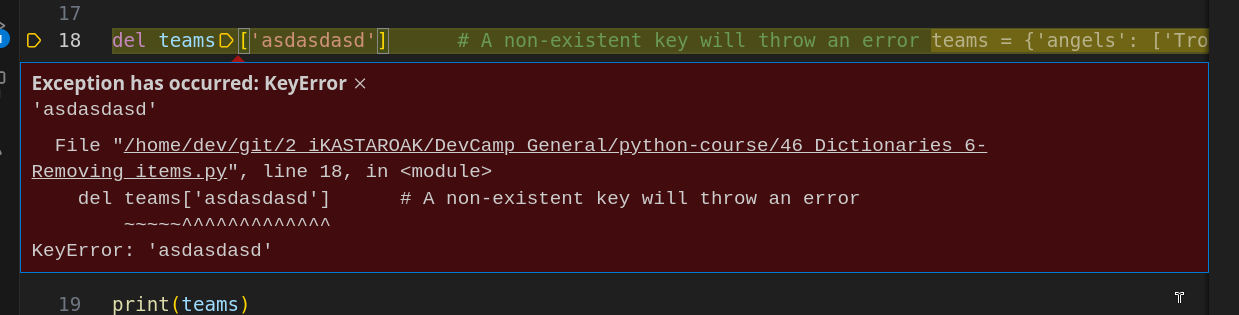 17
18 del teams['asdasdasd']      # A non-existent key will throw an error teams = {'angels': ['Tro
Exception has occurred: KeyError ×
'asdasdasd'
  File "/home/dev/git/2_iKASTAROAK/DevCamp_General/python-course/46_Dictionaries_6-
Removing_items.py", line 18, in <module>
    del teams['asdasdasd']      # A non-existent key will throw an error
        ~~~~~^^^^^^^^^^^^^
KeyError: 'asdasdasd'
19 print(teams)